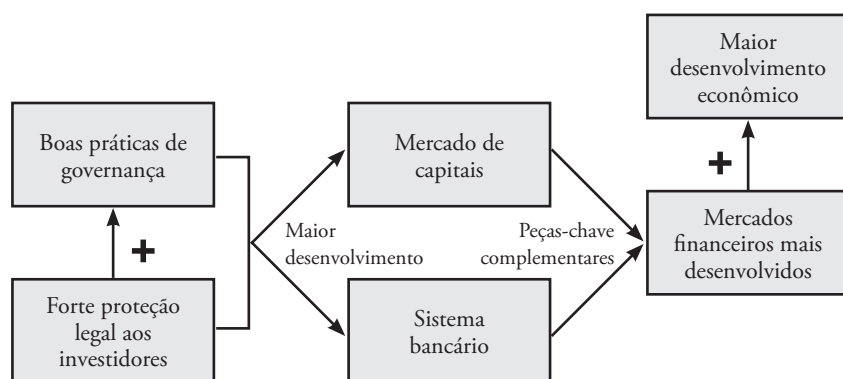 Maior
desenvolvimento
econômico
Boas práticas de
governança
Mercado de
capitais
+
+
Maior
desenvolvimento
Peças-chave
complementares
Mercados
financeiros mais
desenvolvidos
Forte proteção
legal aos
investidores
Sistema
bancário